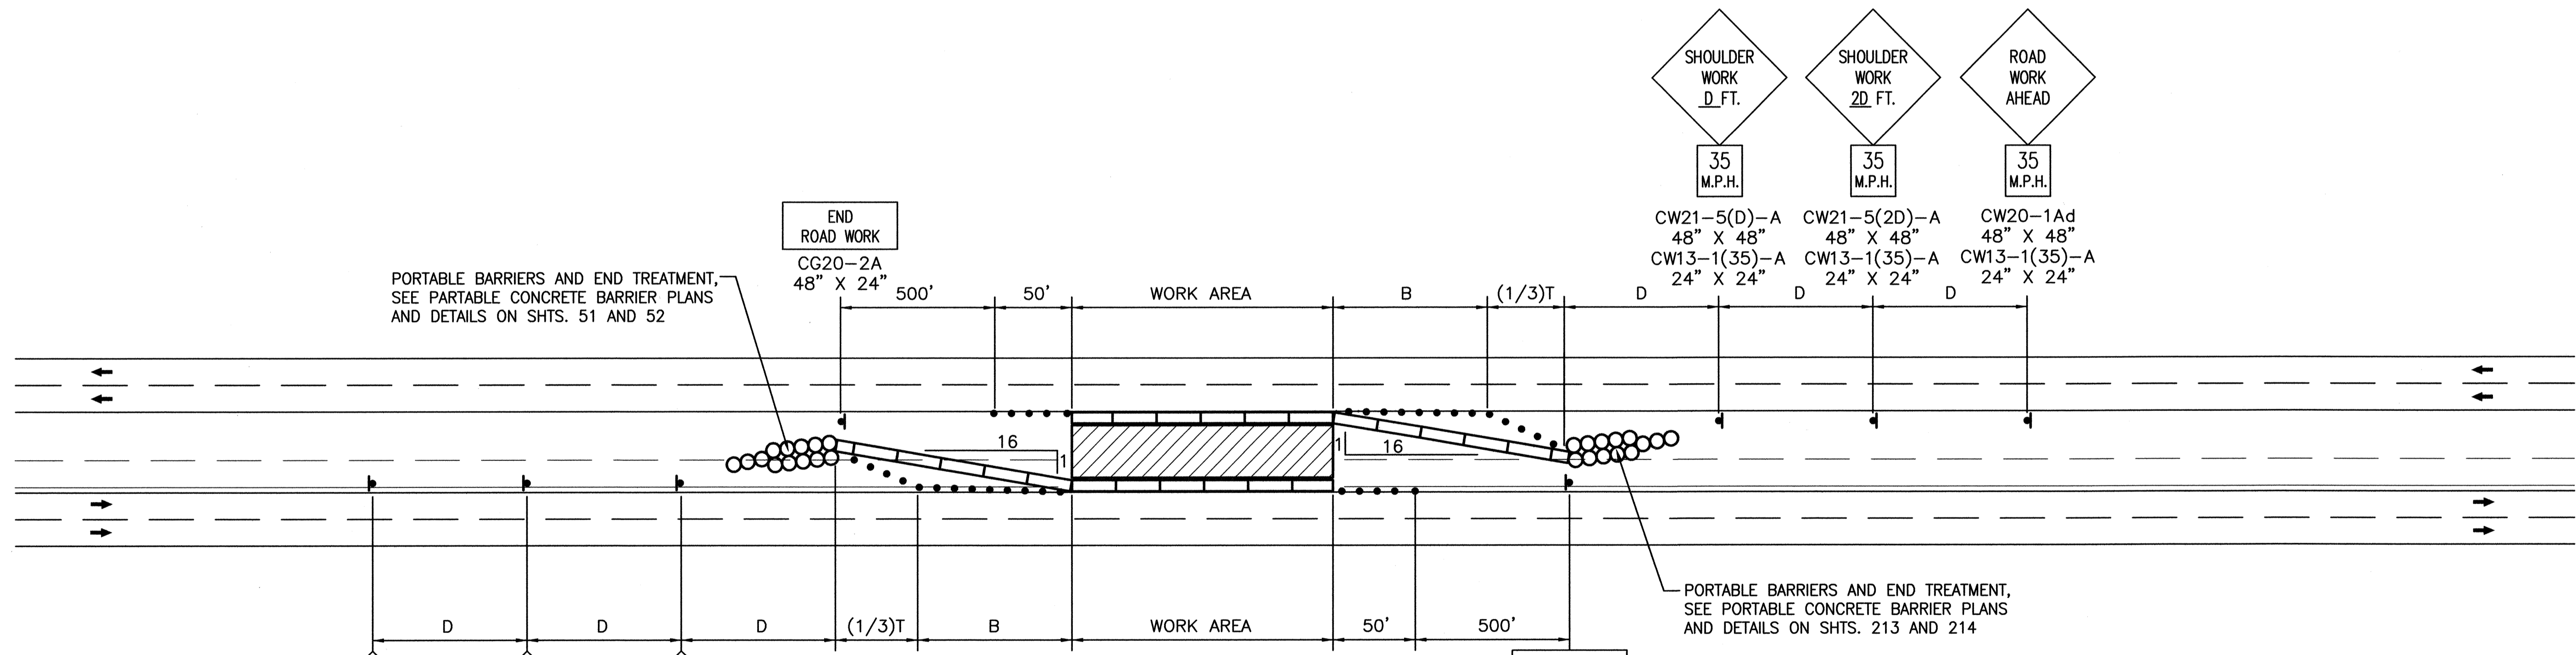 SHOULDER
WORK
D FT.
SHOULDER
WORK
2D FT.
ROAD
WORK
AHEAD
35
M.P.H.
35
M.P.H.
35
M.P.H.
CW21-5(D)-A
48" X 48"
CW13-1(35)-A
24" X 24"
CW21-5(2D)-A
48" X 48"
CW13-1(35)-A
24" X 24"
CW20-1Ad
48" X 48"
CW13-1(35)-A
24" X 24"
END
ROAD WORK
CG20-2A
48" X 24"
PORTABLE BARRIERS AND END TREATMENT,
SEE PARTABLE CONCRETE BARRIER PLANS
AND DETAILS ON SHTS. 51 AND 52
500' 50' WORK AREA B (1/3)T D D D
16
1
1
16
PORTABLE BARRIERS AND END TREATMENT,
SEE PORTABLE CONCRETE BARRIER PLANS
AND DETAILS ON SHTS. 213 AND 214
D D D (1/3)T B WORK AREA 50' 500'